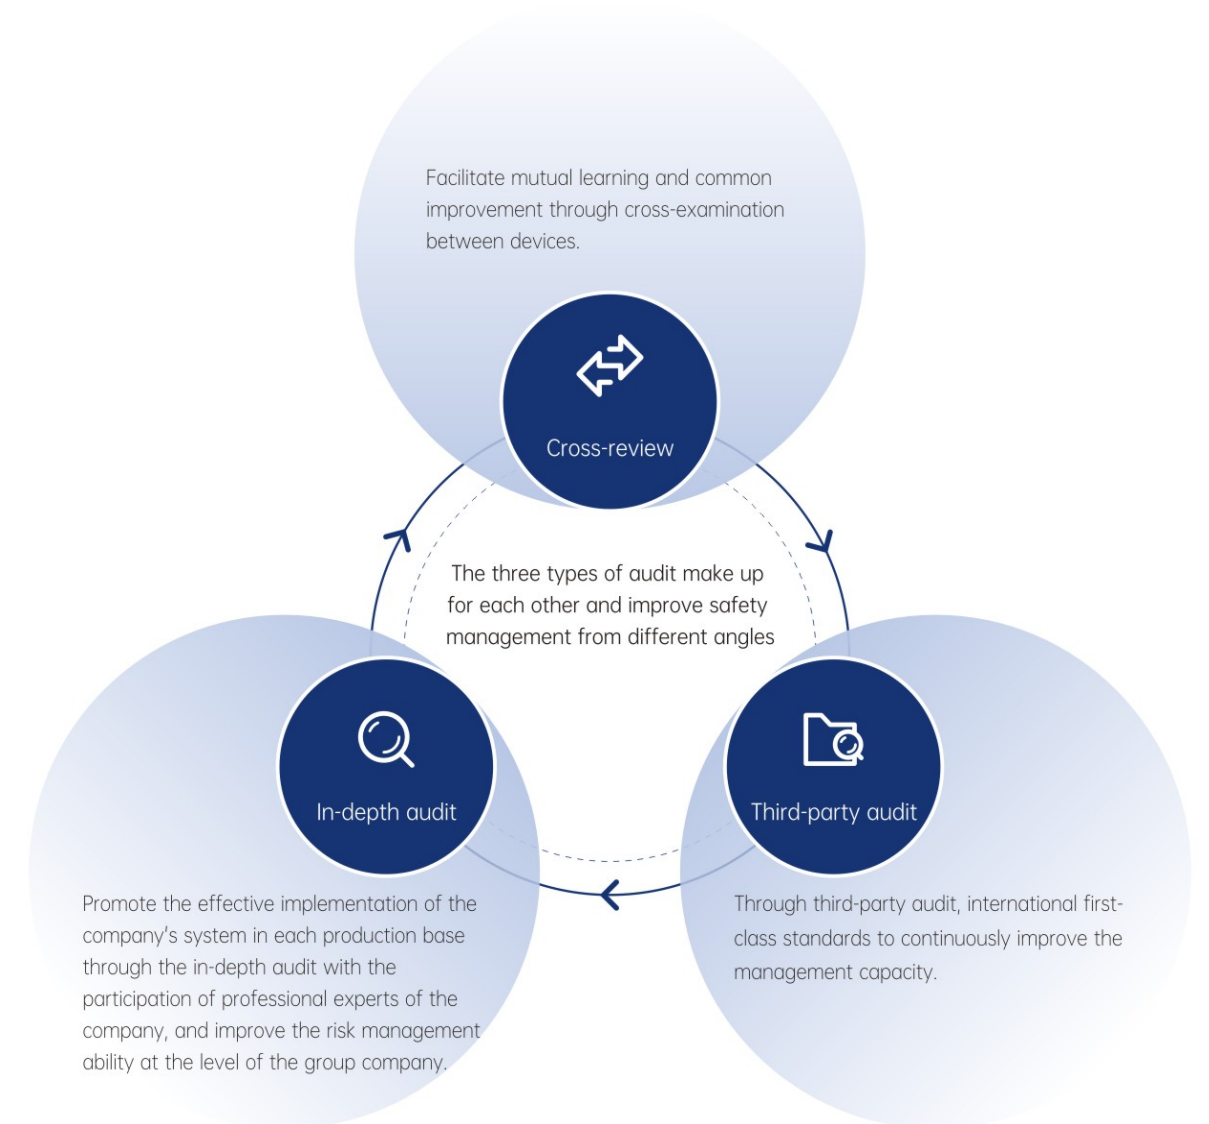 Facilitate mutual learning and common
improvement through cross-examination
between devices.
Cross-review
The three types of audit make up
for each other and improve safety
management from different angles
In-depth audit
Third-party audit
Promote the effective implementation of the
company's system in each production base
through the in-depth audit with the
participation of professional experts of the
company, and improve the risk management
ability at the level of the group company.
Through third-party audit, international first-
class standards to continuously improve the
management capacity.